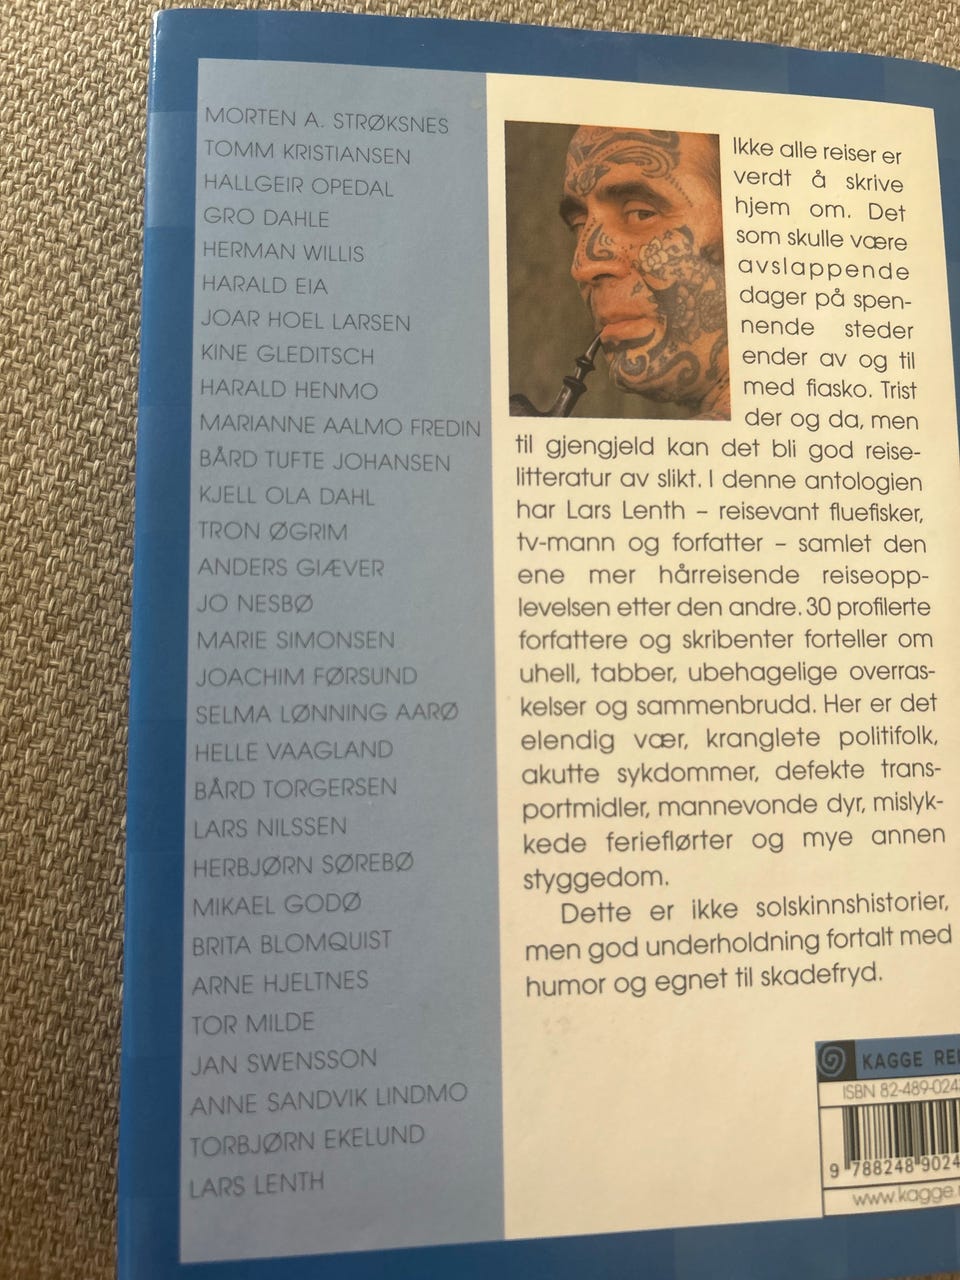 MORTEN A. STRØKSNES
TOMM KRISTIANSEN
HALLGEIR OPEDAL
GRO DAHLE
HERMAN WILLIS
HARALD EIA
JOAR HOEL LARSEN
KINE GLEDITSCH
HARALD HENMO
MARIANNE AALMO FREDIN
BÅRD TUFTE JOHANSEN
KJELL OLA DAHL
TRON ØGRIM
ANDERS GIÆVER
JO NESBØ
MARIE SIMONSEN
JOACHIM FØRSUND
SELMA LØNNING AARØ
HELLE VAAGLAND
BÅRD TORGERSEN
LARS NILSSEN
HERBJØRN SØREBØ
MIKAEL GODØ
BRITA BLOMQUIST
ARNE HJELTNES
TOR MILDE
JAN SWENSSON
ANNE SANDVIK LINDMO
TORBJØRN EKELUND
LARS LENTH
Ikke alle reiser er
verdt å skrive
hjem om. Det
som skulle være
avslappende
dager på spen-
nende steder
ender av og til
med fiasko. Trist
der og da, men
til gjengjeld kan det bli god reise-
litteratur av slikt. I denne antologien
har Lars Lenth – reisevant fluefisker,
tv-mann og forfatter – samlet den
ene mer hårreisende reiseopp-
levelsen etter den andre. 30 profilerte
forfattere og skribenter forteller om
uhell, tabber, ubehagelige overras-
kelser og sammenbrudd. Her er det
elendig vær, kranglete politifolk,
akutte sykdommer, defekte trans-
portmidler, mannevonde dyr, mislyk-
kede ferieflørter og mye annen
styggedom.
Dette er ikke solskinnshistorier,
men god underholdning fortalt med
humor og egnet til skadefryd.
KAGGE
ISBN 82-489-024
9 788248 9024
www.kagge.